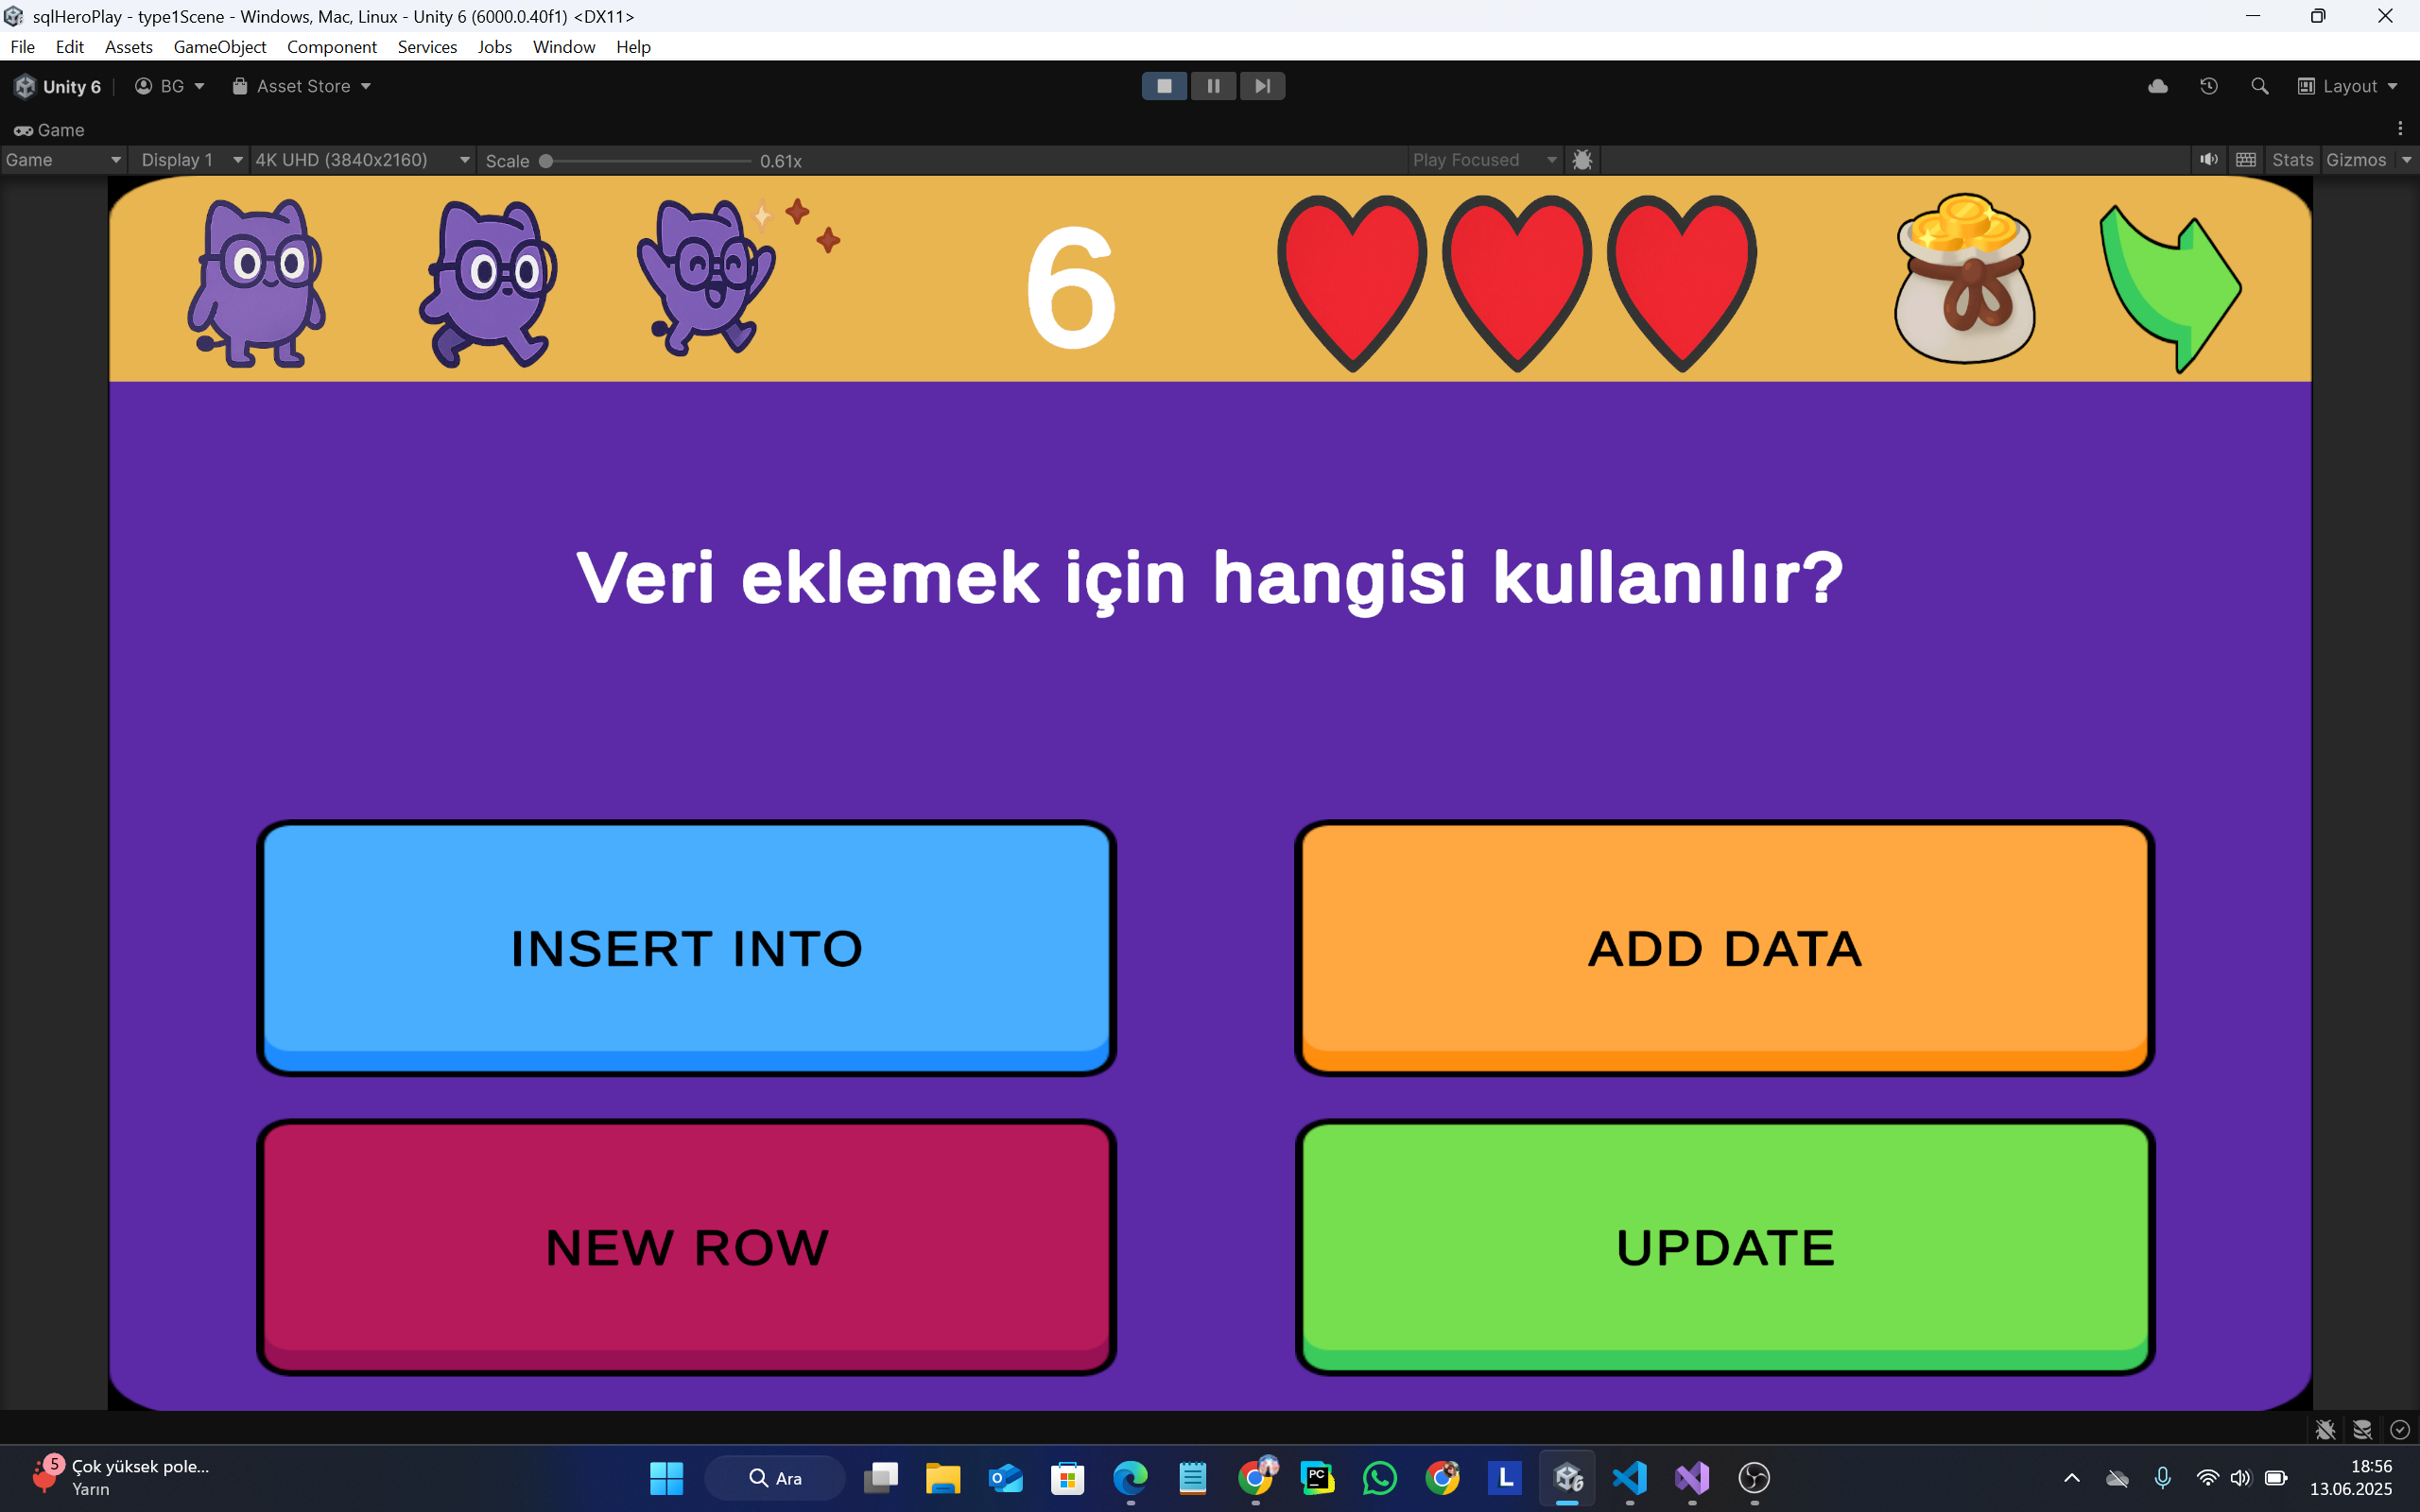 sqlHeroPlay - type1Scene - Windows, Mac, Linux - Unity 6 (6000.0.40f1) <DX11>
File Edit Assets GameObject Component Services Jobs Window Help
Unity 6 BG Asset Store Layout
Game
Game Display 1 4K UHD (3840x2160) Scale 0.61x Play Focused Stats Gizmos
6
Veri eklemek için hangisi kullanılır?
INSERT INTO
ADD DATA
NEW ROW
UPDATE
5 Çok yüksek pole...
Yarın
Ara
PC
L
6
18:56
13.06.2025